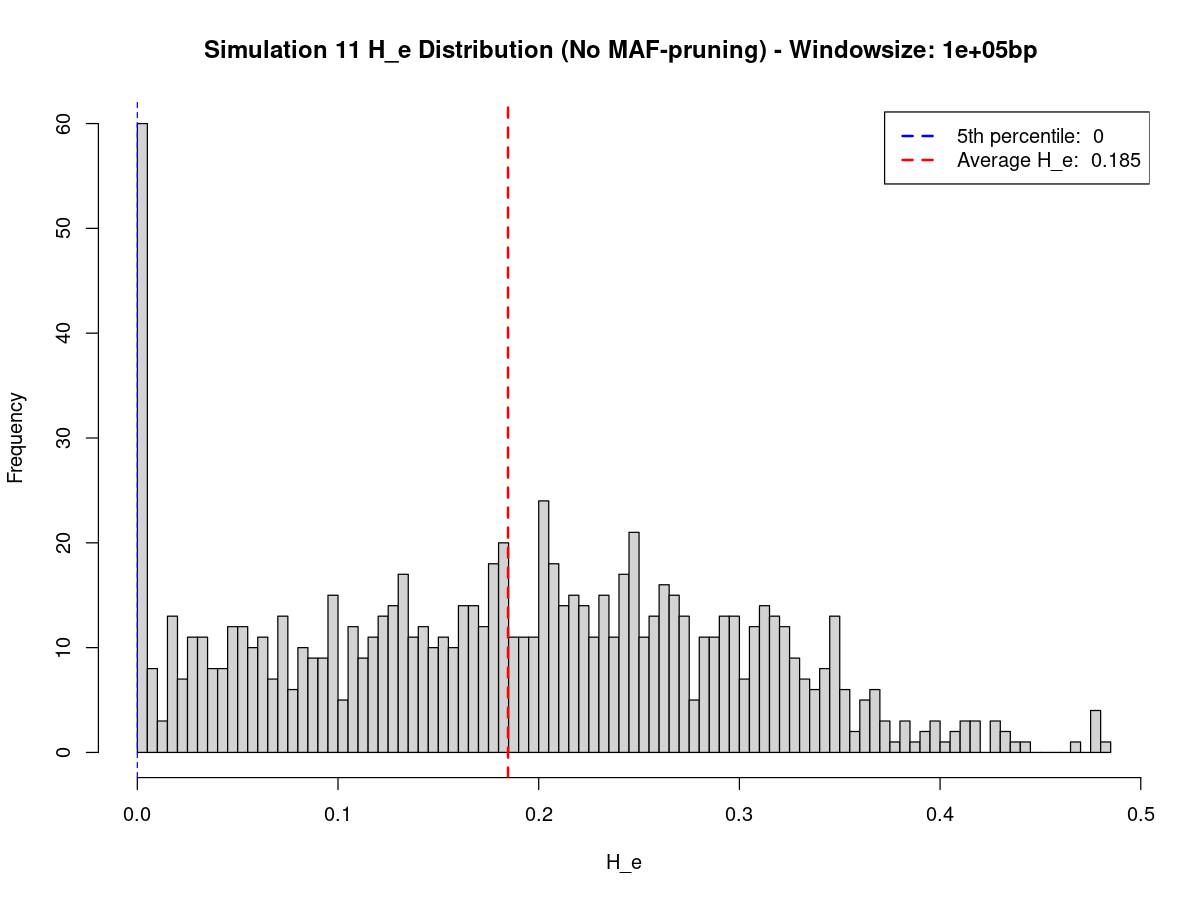 Simulation 11 H_e Distribution (No MAF-pruning) - Windowsize: 1e+05bp
5th percentile:  0
Average H_e:  0.185
Frequency
60
50
40
30
20
10
0
0.0 0.1 0.2 0.3 0.4 0.5
H_e